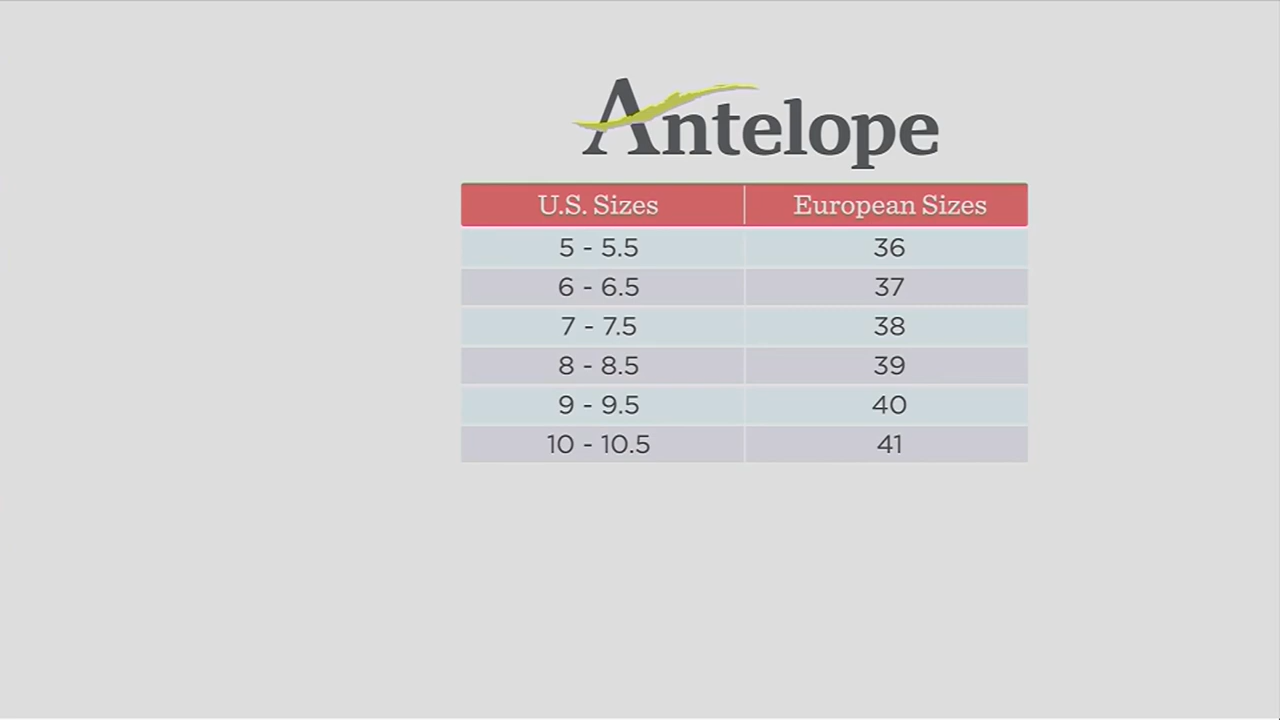 Antelope
U.S. Sizes European Sizes
5 - 5.5 36
6 - 6.5 37
7 - 7.5 38
8 - 8.5 39
9 - 9.5 40
10 - 10.5 41